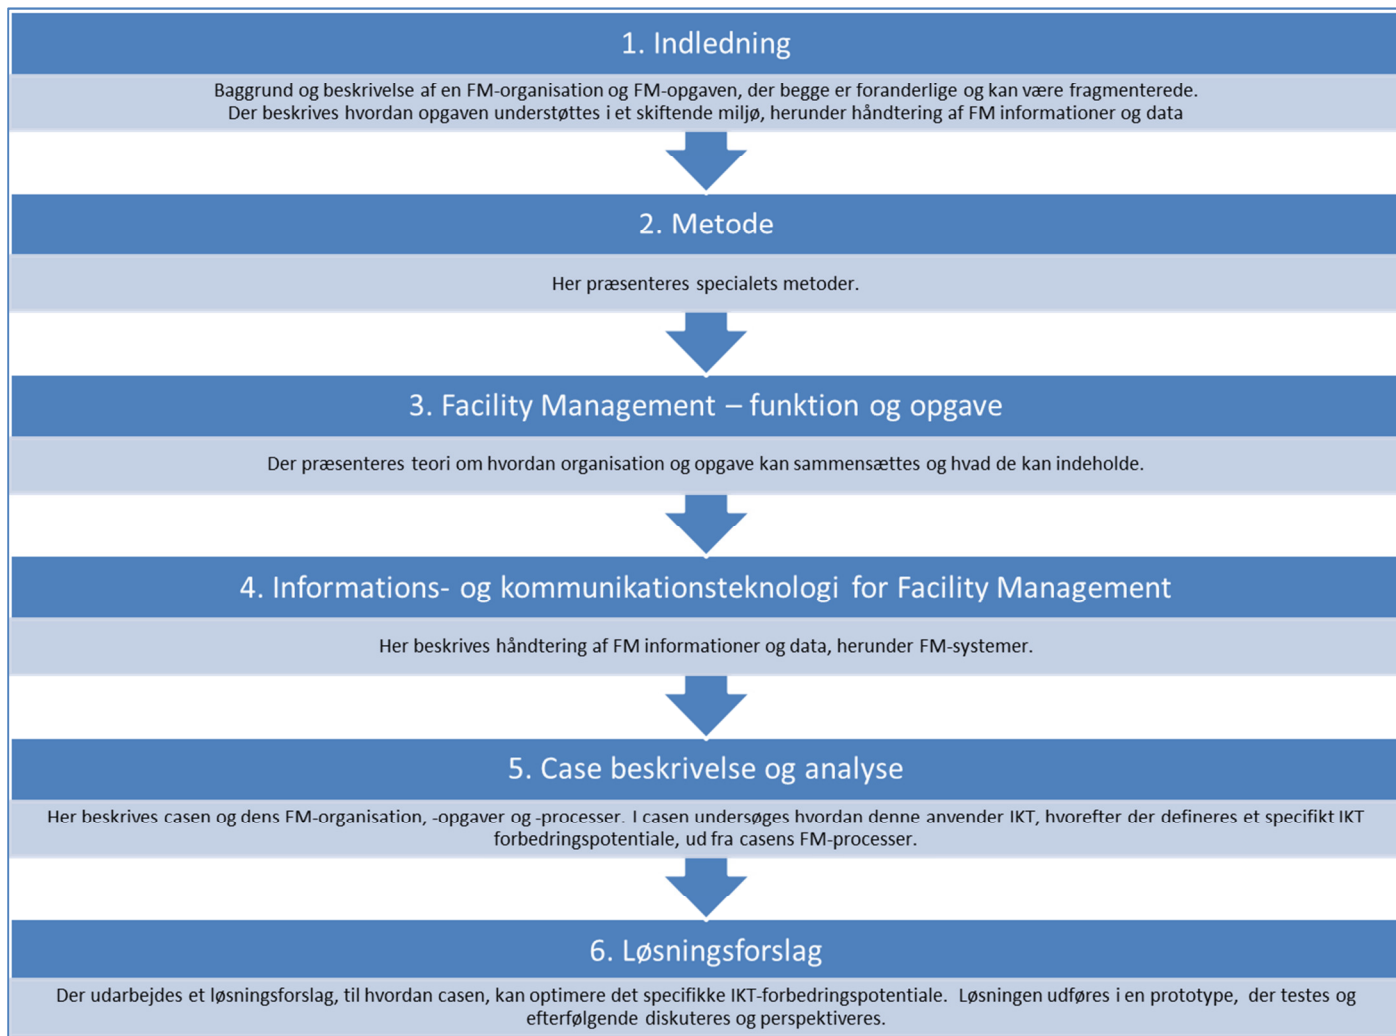 1. Indledning
Baggrund og beskrivelse af en FM-organisation og FM-opgaven, der begge er foranderlige og kan være fragmenterede.
Der beskrives hvordan opgaven understøttes i et skiftende miljø, herunder håndtering af FM informationer og data
2. Metode
Her præsenteres specialets metoder.
3. Facility Management – funktion og opgave
Der præsenteres teori om hvordan organisation og opgave kan sammensættes og hvad de kan indeholde.
4. Informations- og kommunikationsteknologi for Facility Management
Her beskrives håndtering af FM informationer og data, herunder FM-systemer.
5. Case beskrivelse og analyse
Her beskrives casen og dens FM-organisation, -opgaver og -processer. I casen undersøges hvordan denne anvender IKT, hvorefter der defineres et specifikt IKT
forbedringspotentiale, ud fra casens FM-processer.
6. Løsningsforslag
Der udarbejdes et løsningsforslag, til hvordan casen, kan optimere det specifikke IKT-forbedringspotentiale. Løsningen udføres i en prototype, der testes og
efterfølgende diskuteres og perspektiveres.